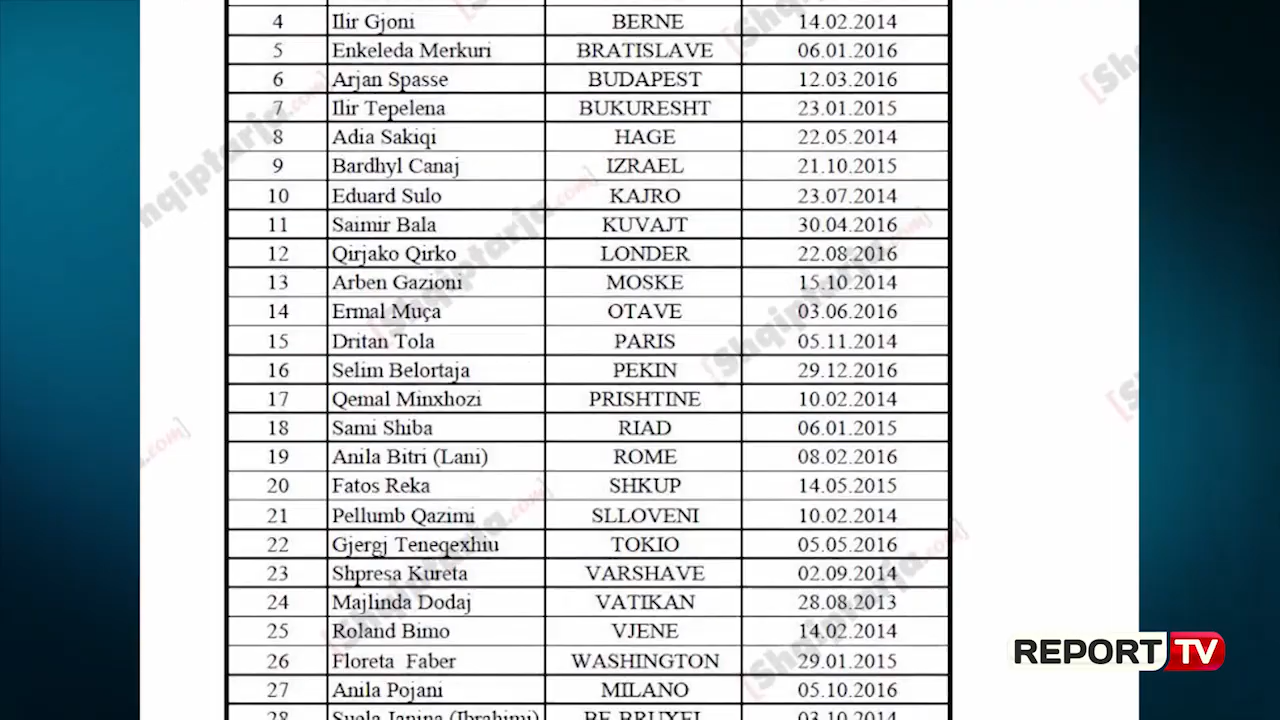 4 Ilir Gjoni BERNE 14.02.2014
5 Enkeleda Merkuri BRATISLAVE 06.01.2016
6 Arjan Spasse BUDAPEST 12.03.2016
7 Ilir Tepelena BUKURESHT 23.01.2015
8 Adia Sakiqi HAGE 22.05.2014
9 Bardhyl Canaj IZRAEL 21.10.2015
10 Eduard Sulo KAJRO 23.07.2014
11 Saimir Bala KUVAJT 30.04.2016
12 Qirjako Qirko LONDER 22.08.2016
13 Arben Gazioni MOSKE 15.10.2014
14 Ermal Muça OTAVE 03.06.2016
15 Dritan Tola PARIS 05.11.2014
16 Selim Belortaja PEKIN 29.12.2016
17 Qemal Minxhozi PRISHTINE 10.02.2014
18 Sami Shiba RIAD 06.01.2015
19 Anila Bitri (Lani) ROME 08.02.2016
20 Fatos Reka SHKUP 14.05.2015
21 Pellumb Qazimi SLLOVENI 10.02.2014
22 Gjergj Teneqexhiu TOKIO 05.05.2016
23 Shpresa Kureta VARSHAVE 02.09.2014
24 Majlinda Dodaj VATIKAN 28.08.2013
25 Roland Bimo VJENE 14.02.2014
26 Floreta Faber WASHINGTON 29.01.2015
27 Anila Pojani MILANO 05.10.2016
28 Suela Janina (Ibrahimi) BE BRUXEL 03.10.2014
[Shqiptarja.com]
REPORT TV